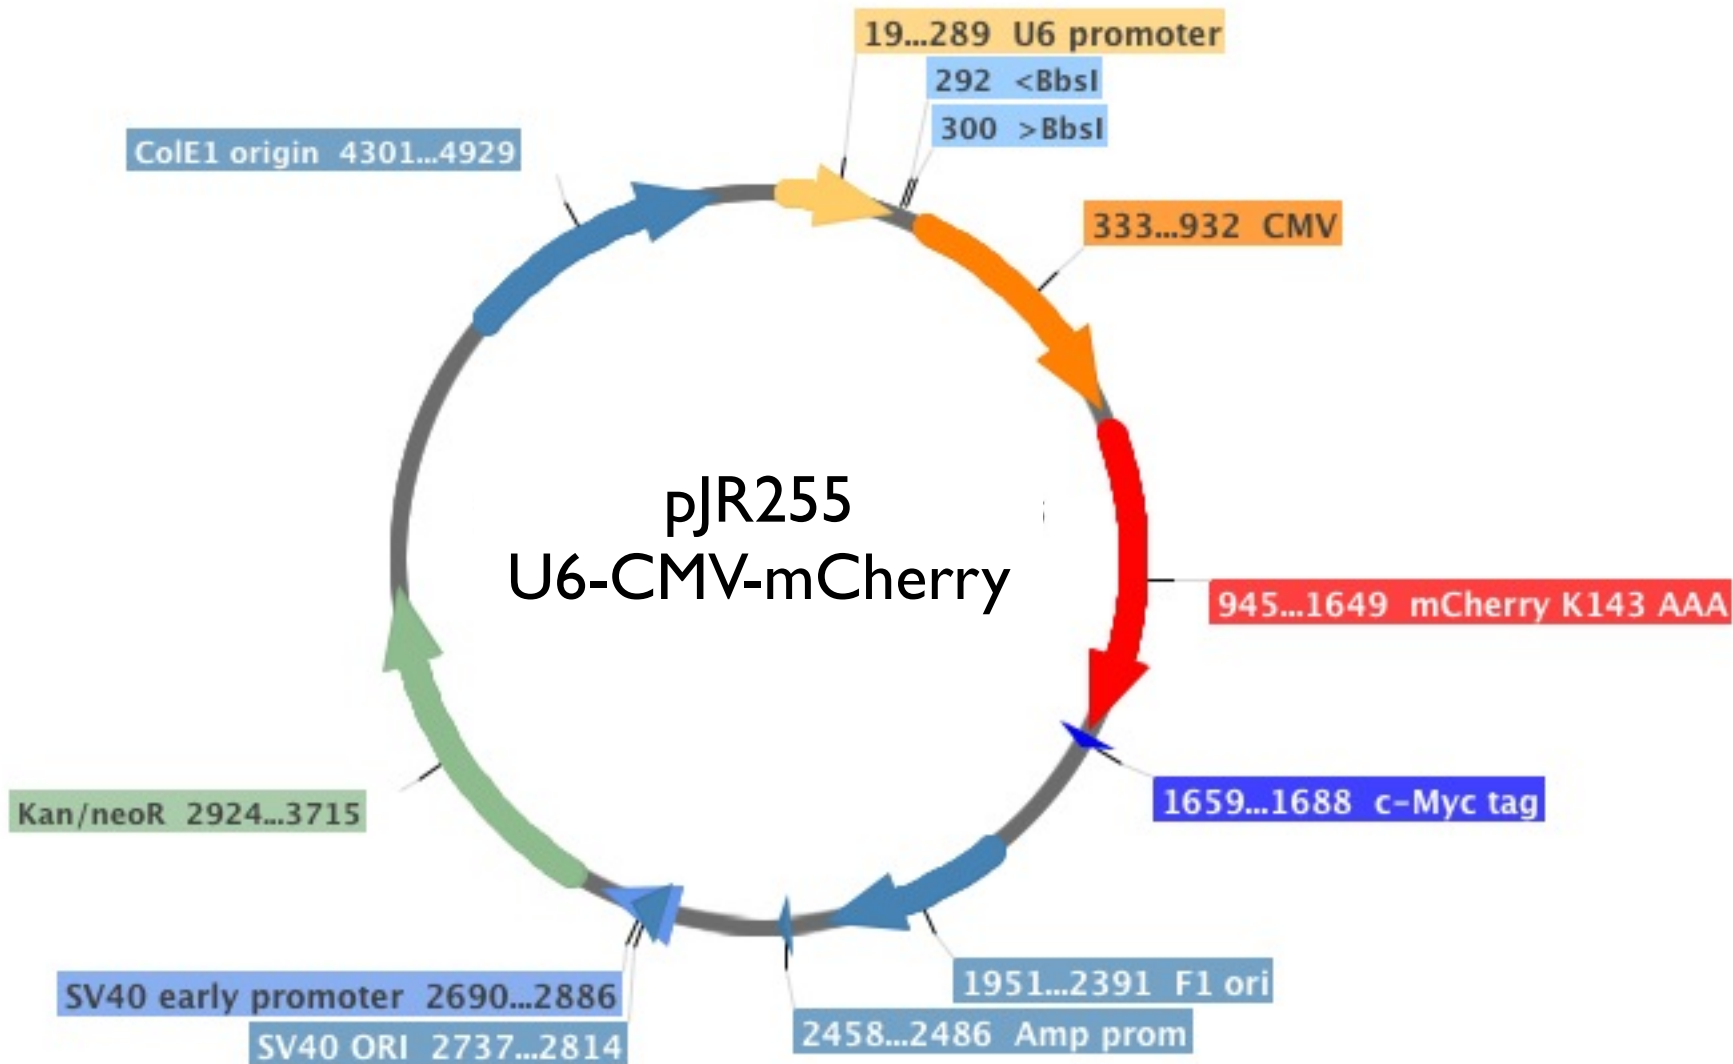 19...289 U6 promoter
292 <BbsI
300 >BbsI
ColE1 origin 4301...4929
333...932 CMV
pJR255
U6-CMV-mCherry
945...1649 mCherry K143 AAA
1659...1688 c-Myc tag
Kan/neoR 2924...3715
1951...2391 F1 ori
SV40 early promoter 2690...2886
2458...2486 Amp prom
SV40 ORI 2737...2814